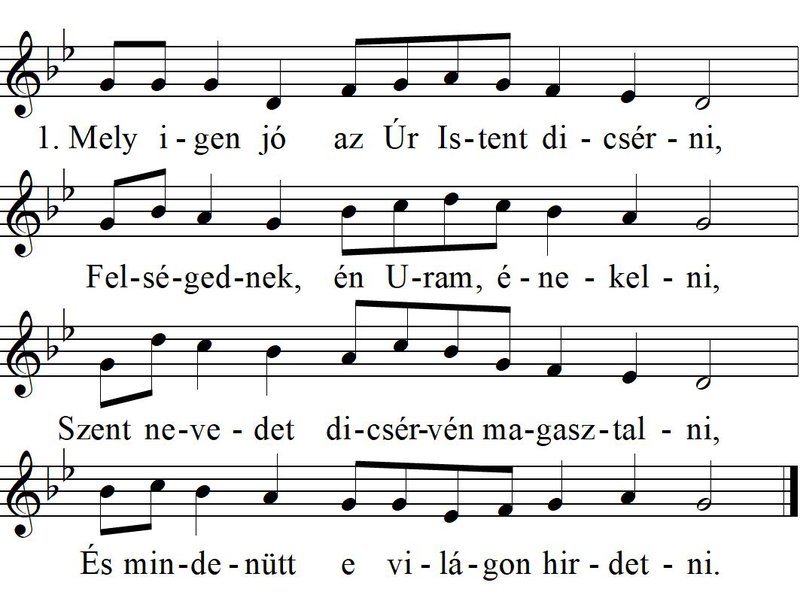 1. Mely i - gen jó az Úr Is - tent di - csér - ni,
Fel - sé - ged - nek, én U - ram, é - ne - kel - ni,
Szent ne - ve - det di - csér - vén ma - gasz - tal - ni,
És min - de - nütt e vi - lá - gon hir - det - ni.